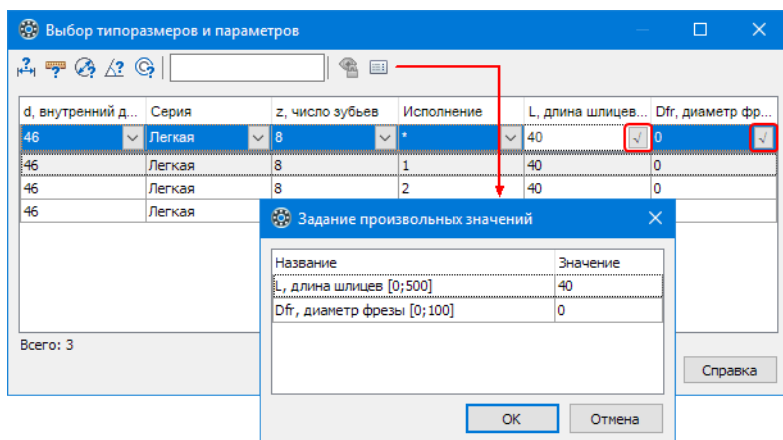 Выбор типоразмеров и параметров
d, внутренний д... Серия z, число зубьев Исполнение L, длина шлицев... Dfr, диаметр фр...
46 Легкая 8 * 40 √ 0 √
46 Легкая 8 1 40 0
46 Легкая 8 2 40 0
46 Легкая
Задание произвольных значений
Название Значение
L, длина шлицев [0;500] 40
Dfr, диаметр фрезы [0;100] 0
Всего: 3
Справка
OK Отмена